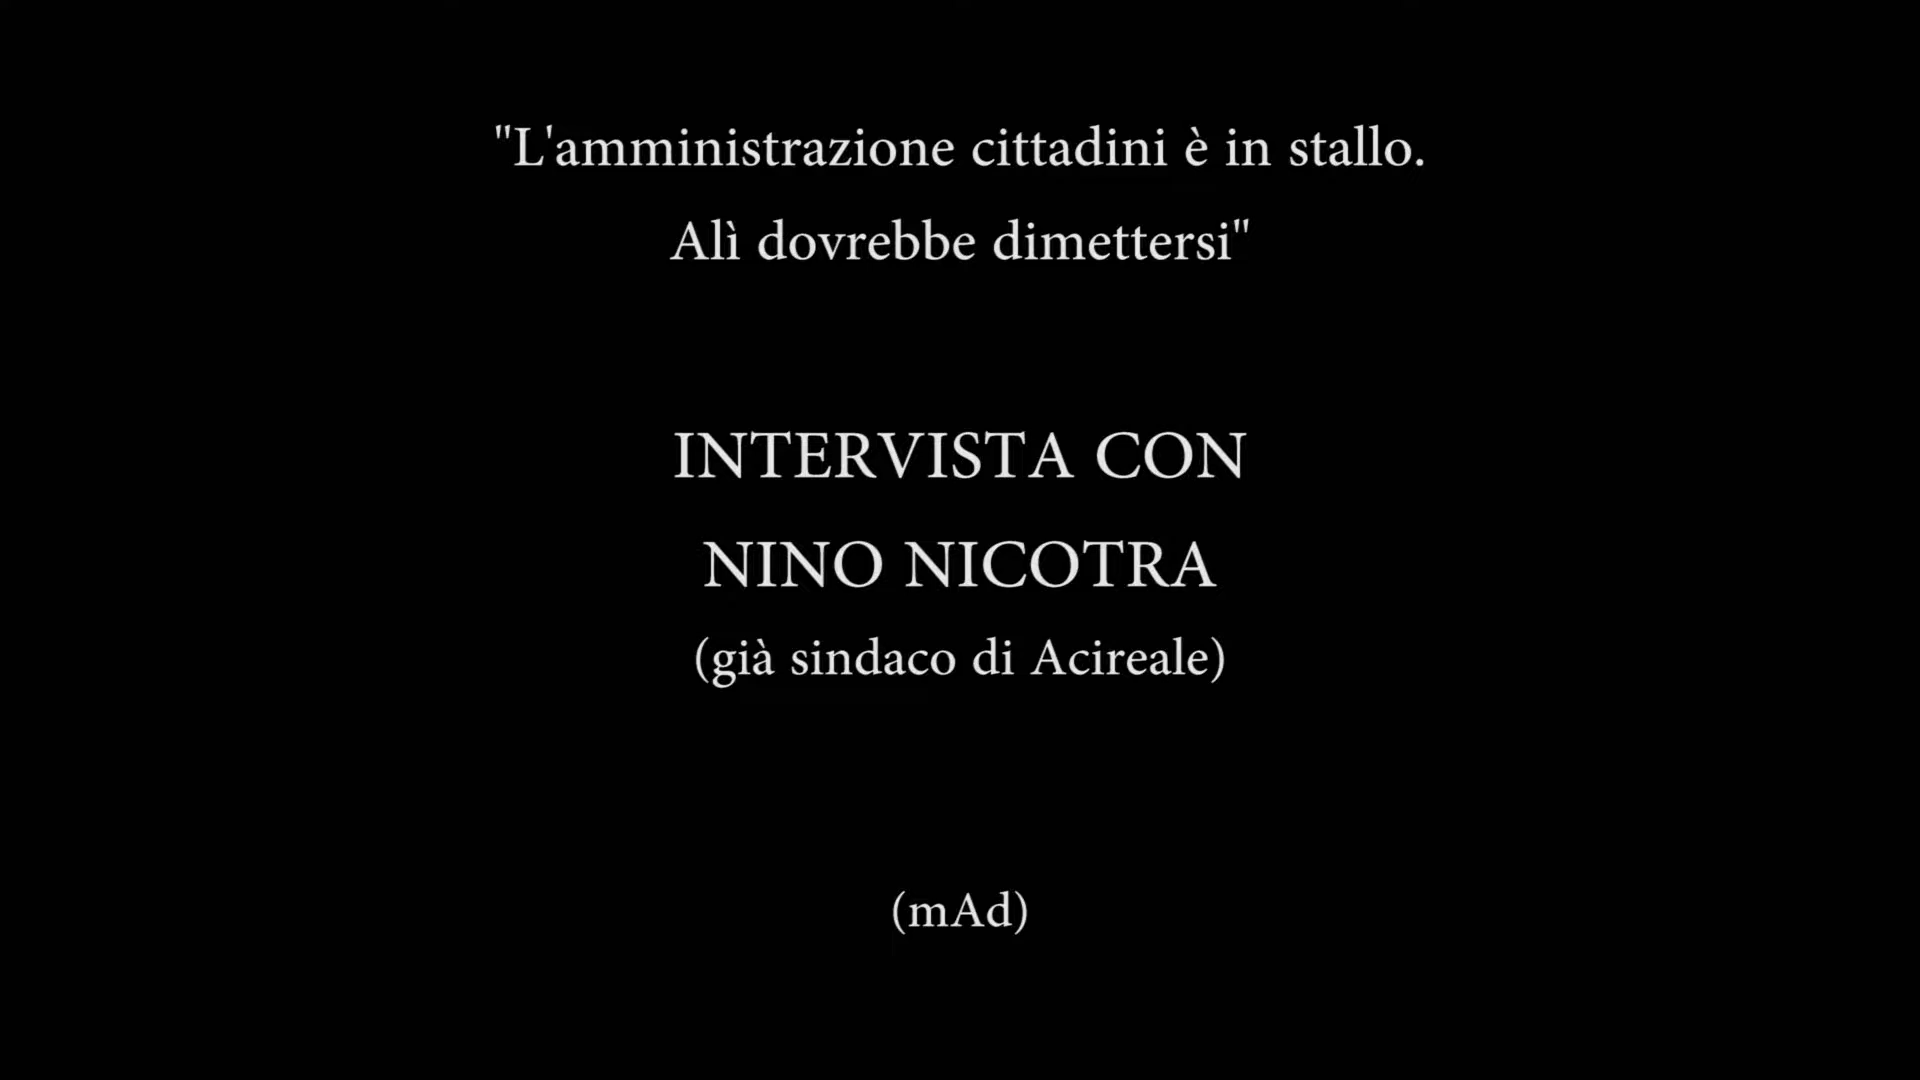 "L'amministrazione cittadini è in stallo.
Alì dovrebbe dimettersi"
INTERVISTA CON
NINO NICOTRA
(già sindaco di Acireale)
(mAd)